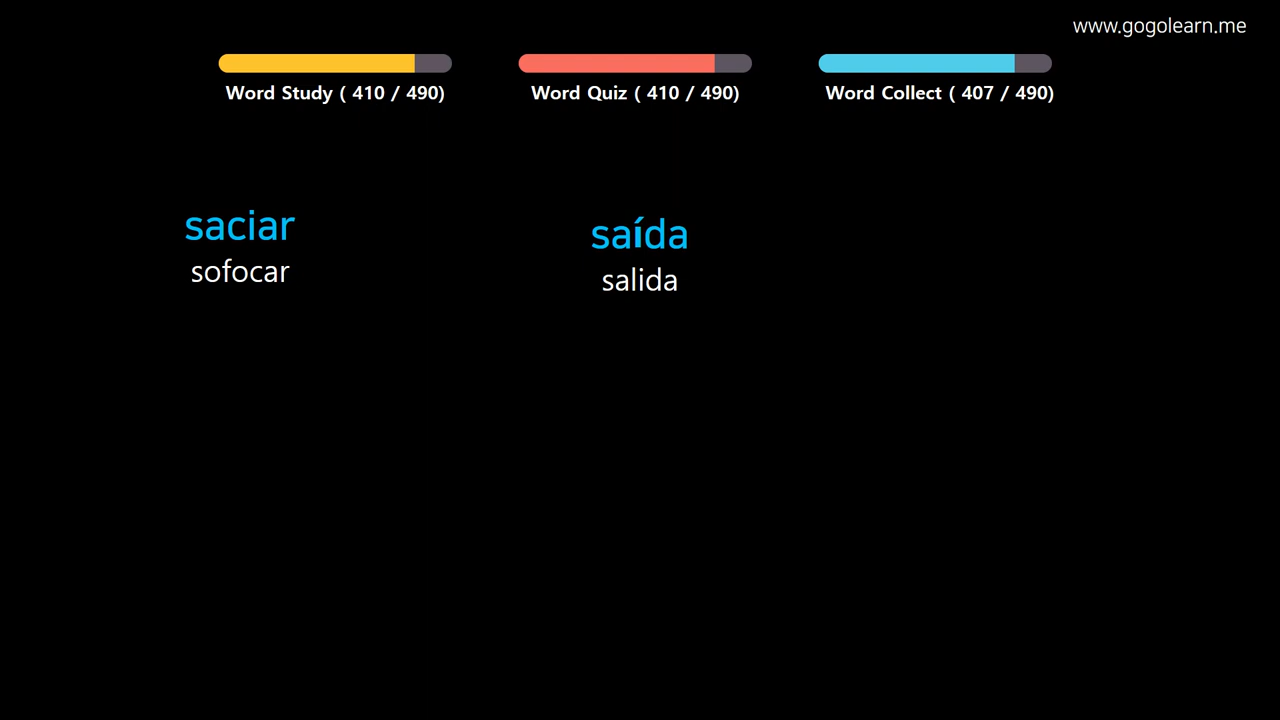 www.gogolearn.me
Word Study ( 410 / 490)
Word Quiz ( 410 / 490)
Word Collect ( 407 / 490)
saciar
sofocar
saída
salida